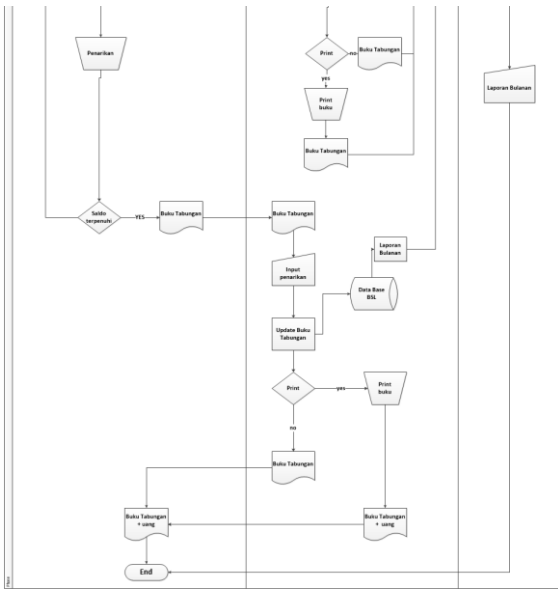 Penarikan
Print
no
Buku Tabungan
yes
Print
buku
Buku Tabungan
Laporan Bulanan
Saldo
terpenuhi
YES
Buku Tabungan
Buku Tabungan
Input
penarikan
Laporan
Bulanan
Data Base
BSL
Update Buku
Tabungan
Print
yes
Print
buku
no
Buku Tabungan
Buku Tabungan
+ uang
Buku Tabungan
+ uang
End